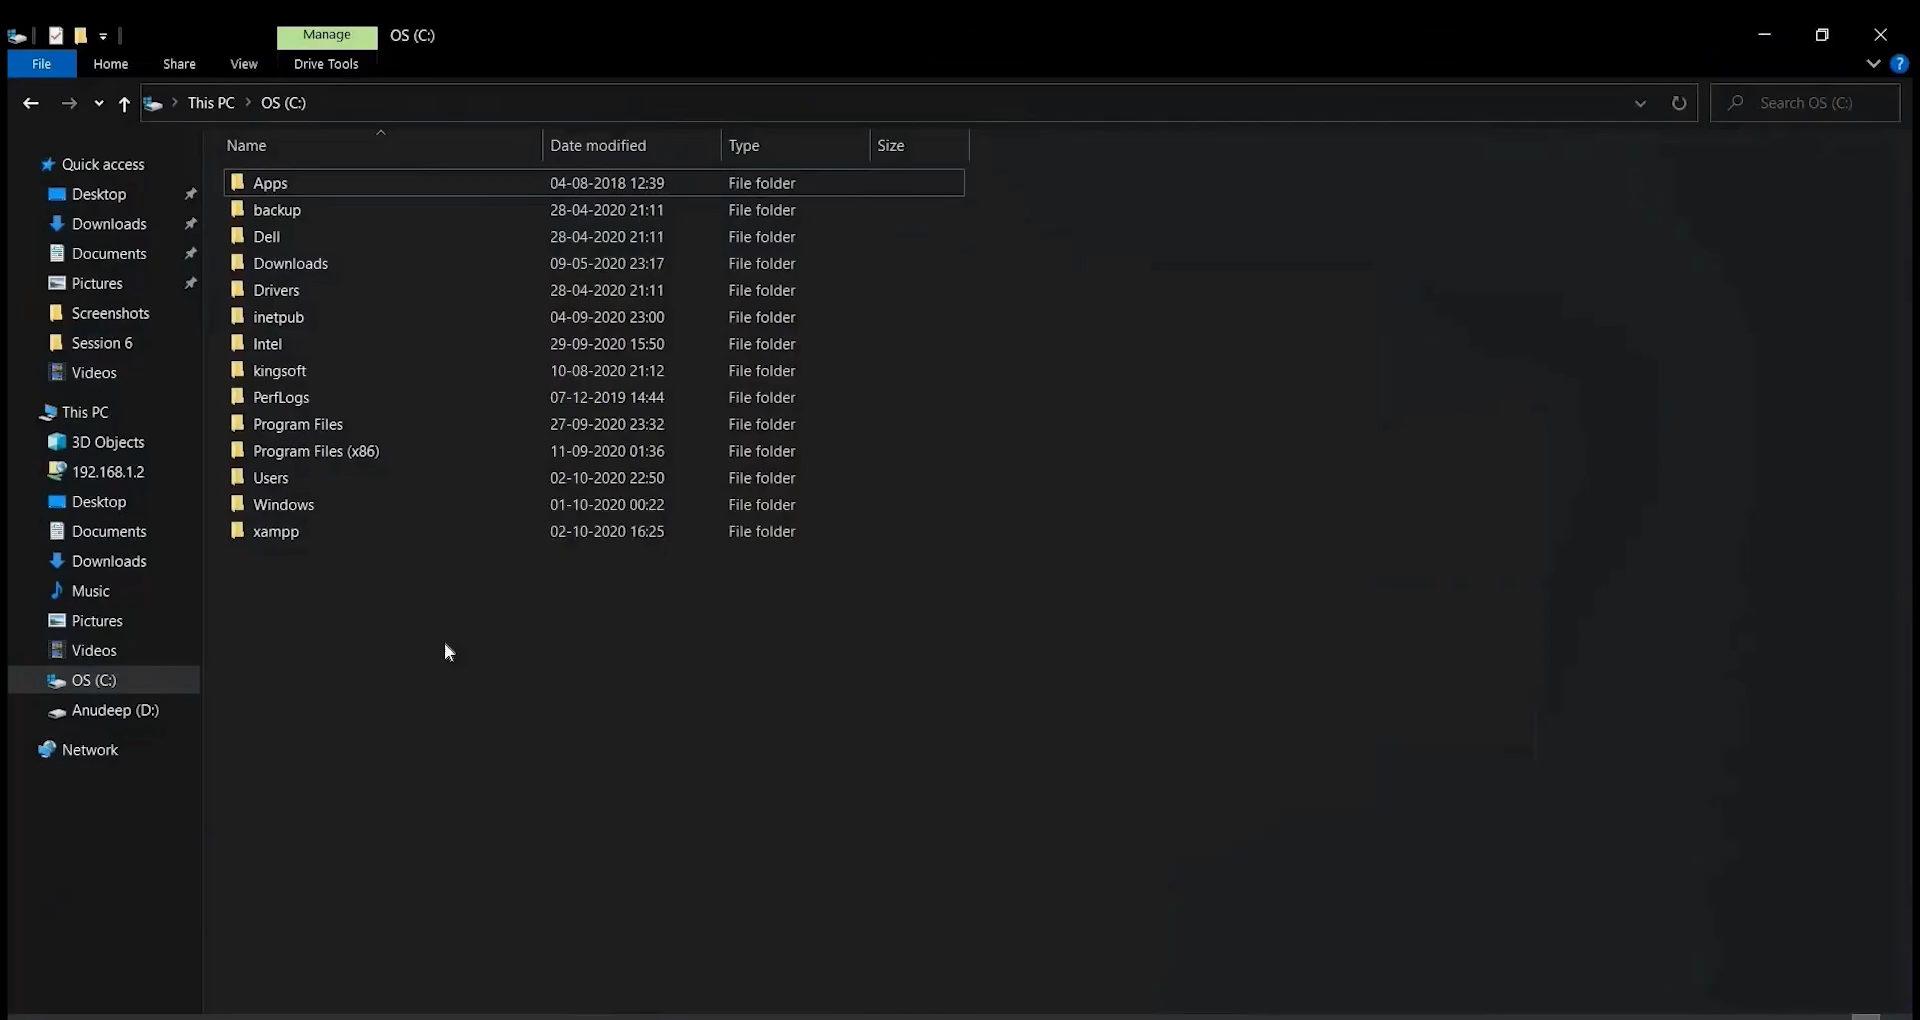 Manage OS (C:)
File Home Share View Drive Tools
This PC OS (C:) Search OS (C:)
Name Date modified Type Size
Quick access
Desktop
Downloads
Documents
Pictures
Screenshots
Session 6
Videos
This PC
3D Objects
192.168.1.2
Desktop
Documents
Downloads
Music
Pictures
Videos
OS (C:)
Anudeep (D:)
Network
Apps 04-08-2018 12:39 File folder
backup 28-04-2020 21:11 File folder
Dell 28-04-2020 21:11 File folder
Downloads 09-05-2020 23:17 File folder
Drivers 28-04-2020 21:11 File folder
inetpub 04-09-2020 23:00 File folder
Intel 29-09-2020 15:50 File folder
kingsoft 10-08-2020 21:12 File folder
PerfLogs 07-12-2019 14:44 File folder
Program Files 27-09-2020 23:32 File folder
Program Files (x86) 11-09-2020 01:36 File folder
Users 02-10-2020 22:50 File folder
Windows 01-10-2020 00:22 File folder
xampp 02-10-2020 16:25 File folder